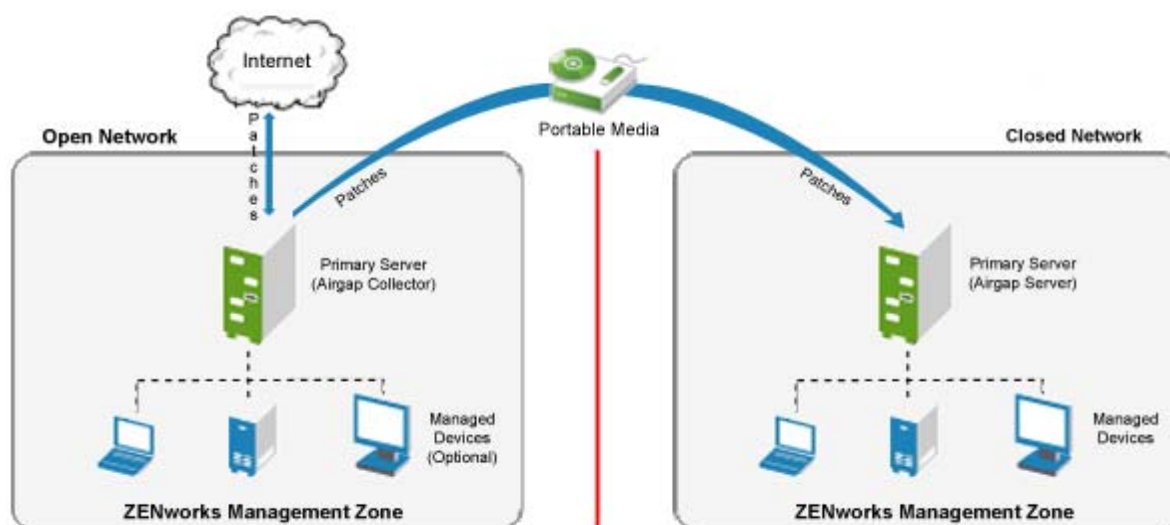 Internet
Patches
Portable Media
Open Network
Closed Network
Patches
Patches
Primary Server
(Airgap Collector)
Primary Server
(Airgap Server)
Managed
Devices
(Optional)
Managed
Devices
ZENworks Management Zone
ZENworks Management Zone